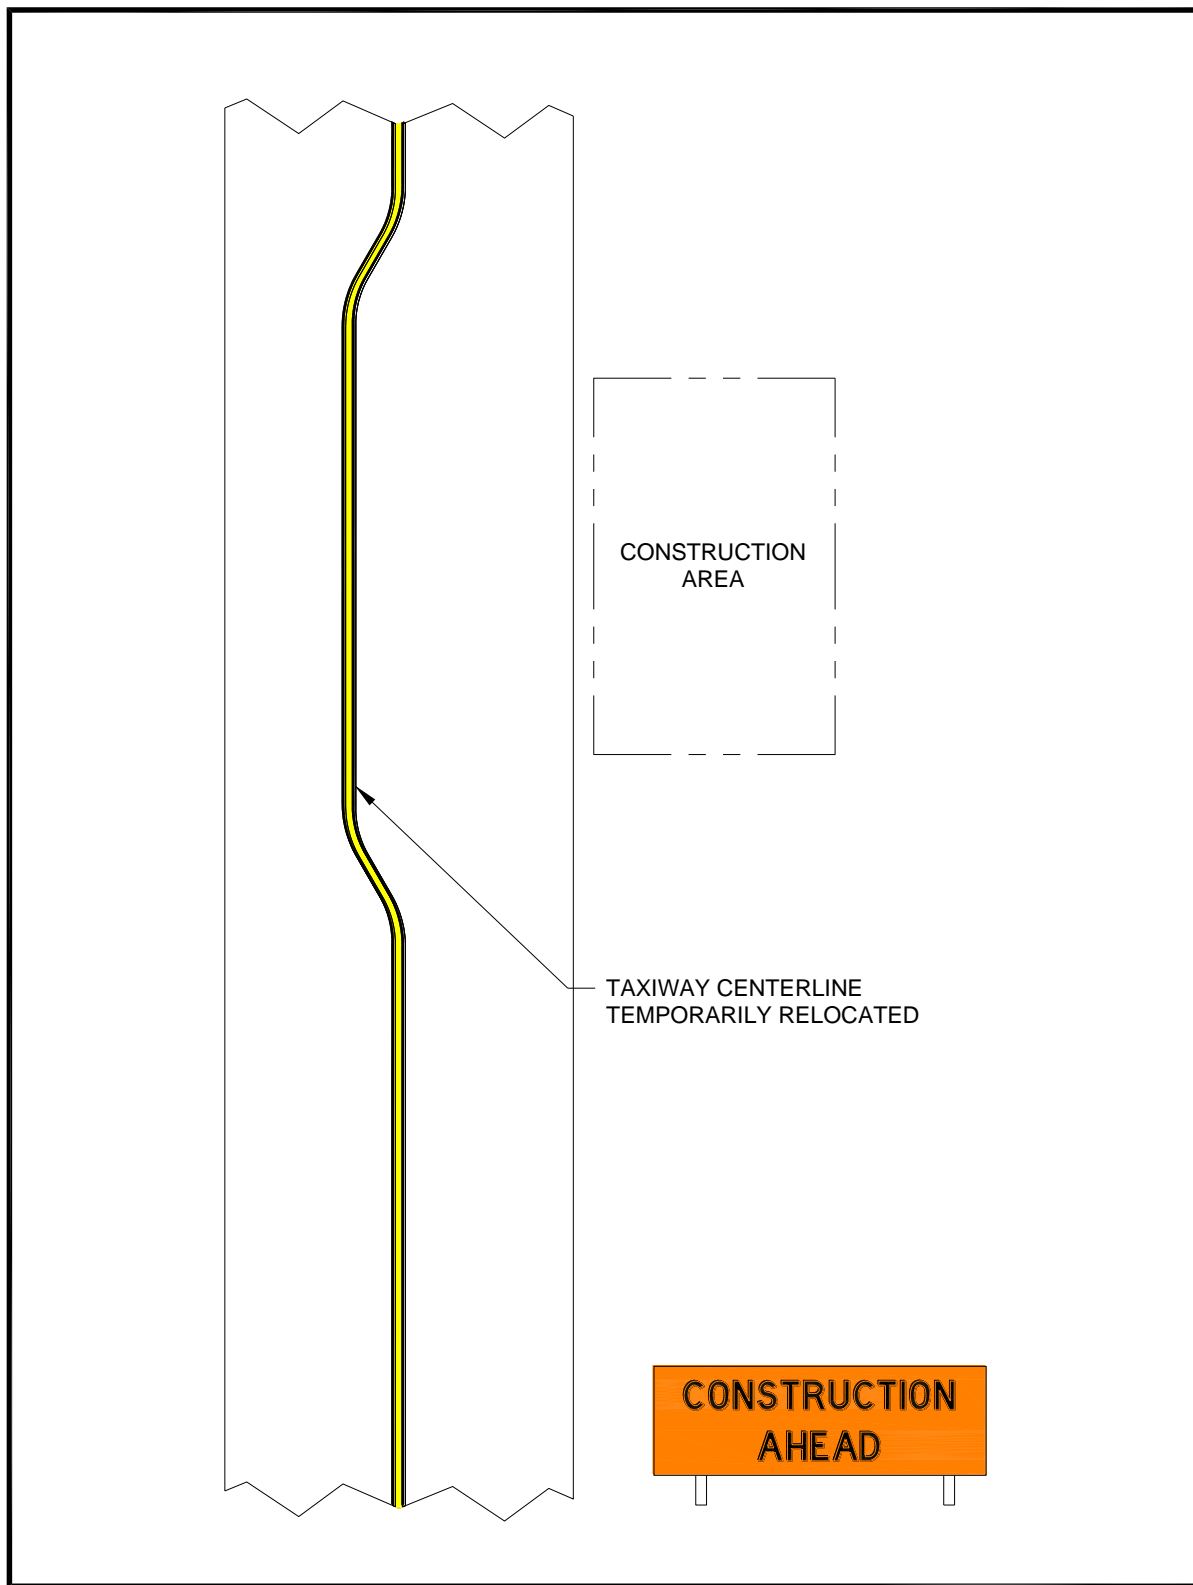 CONSTRUCTION
AREA
TAXIWAY CENTERLINE
TEMPORARILY RELOCATED
CONSTRUCTION
AHEAD